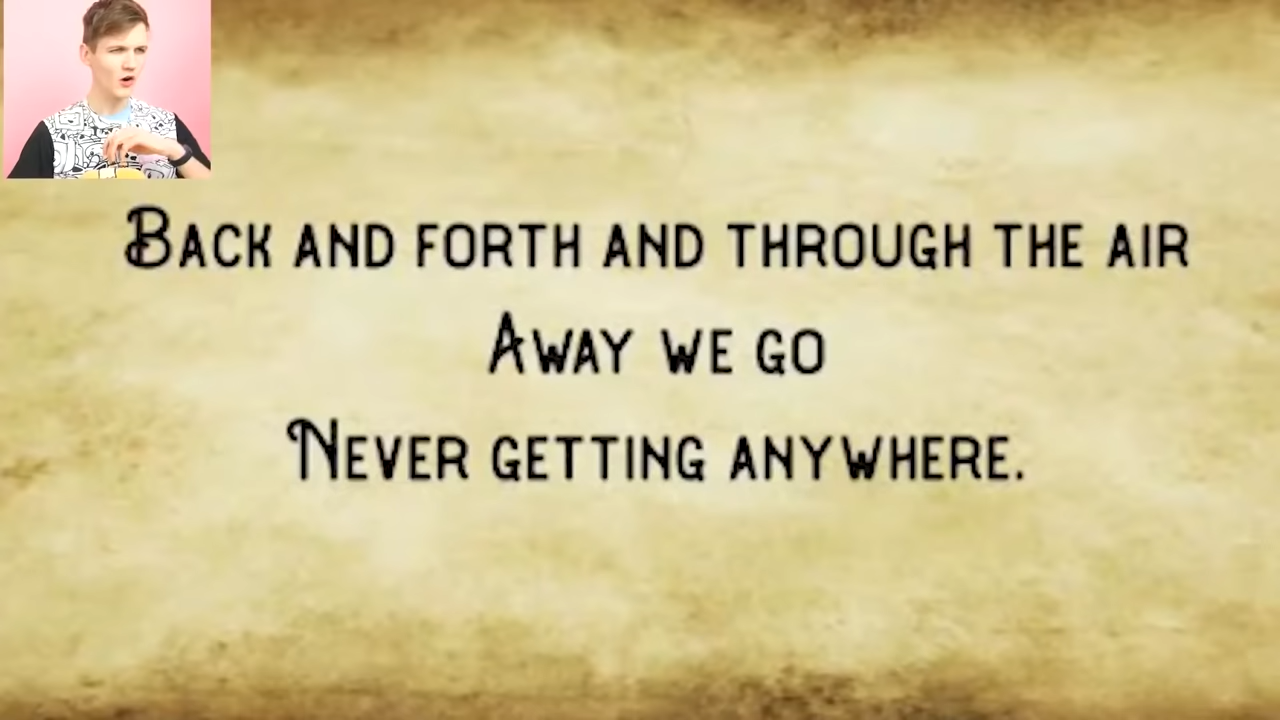 Back and forth and through the air
Away we go
Never getting anywhere.